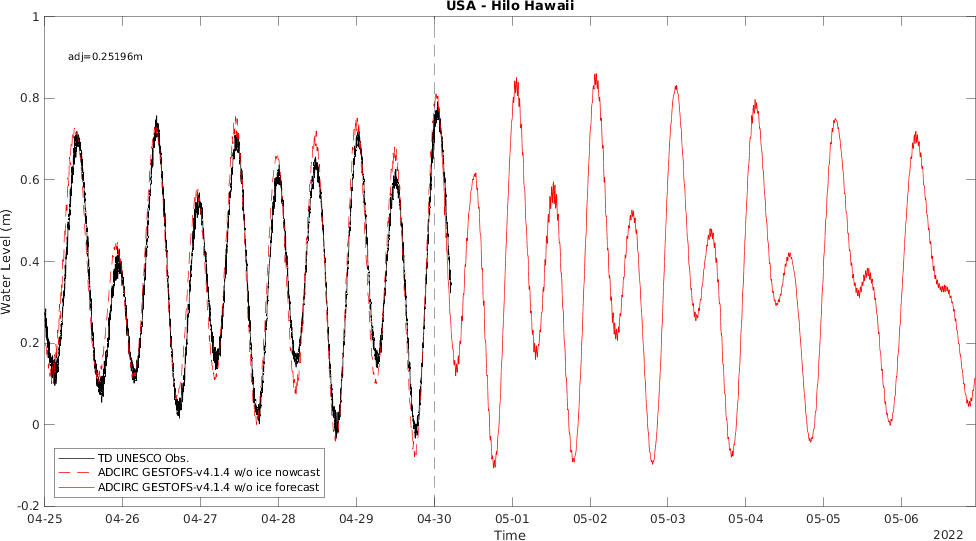 USA - Hilo Hawaii
1
adj=0.25196m
0.8
0.6
Water Level (m)
0.4
0.2
0
TD UNESCO Obs.
ADCIRC GESTOFS-v4.1.4 w/o ice nowcast
ADCIRC GESTOFS-v4.1.4 w/o ice forecast
-0.2
04-25 04-26 04-27 04-28 04-29 04-30 05-01 05-02 05-03 05-04 05-05 05-06
Time
2022